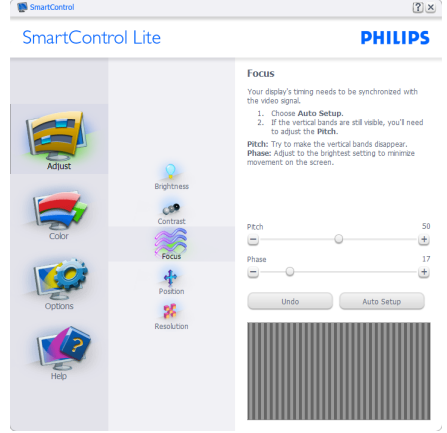 SmartControl
SmartControl Lite
PHILIPS
Adjust
Color
Options
Help
Brightness
Contrast
Focus
Position
Resolution
Focus
Your display's timing needs to be synchronized with
the video signal.
1. Choose Auto Setup.
2. If the vertical bands are still visible, you'll need
to adjust the Pitch.
Pitch: Try to make the vertical bands disappear.
Phase: Adjust to the brightest setting to minimize
movement on the screen.
Pitch 50
Phase 17
Undo Auto Setup